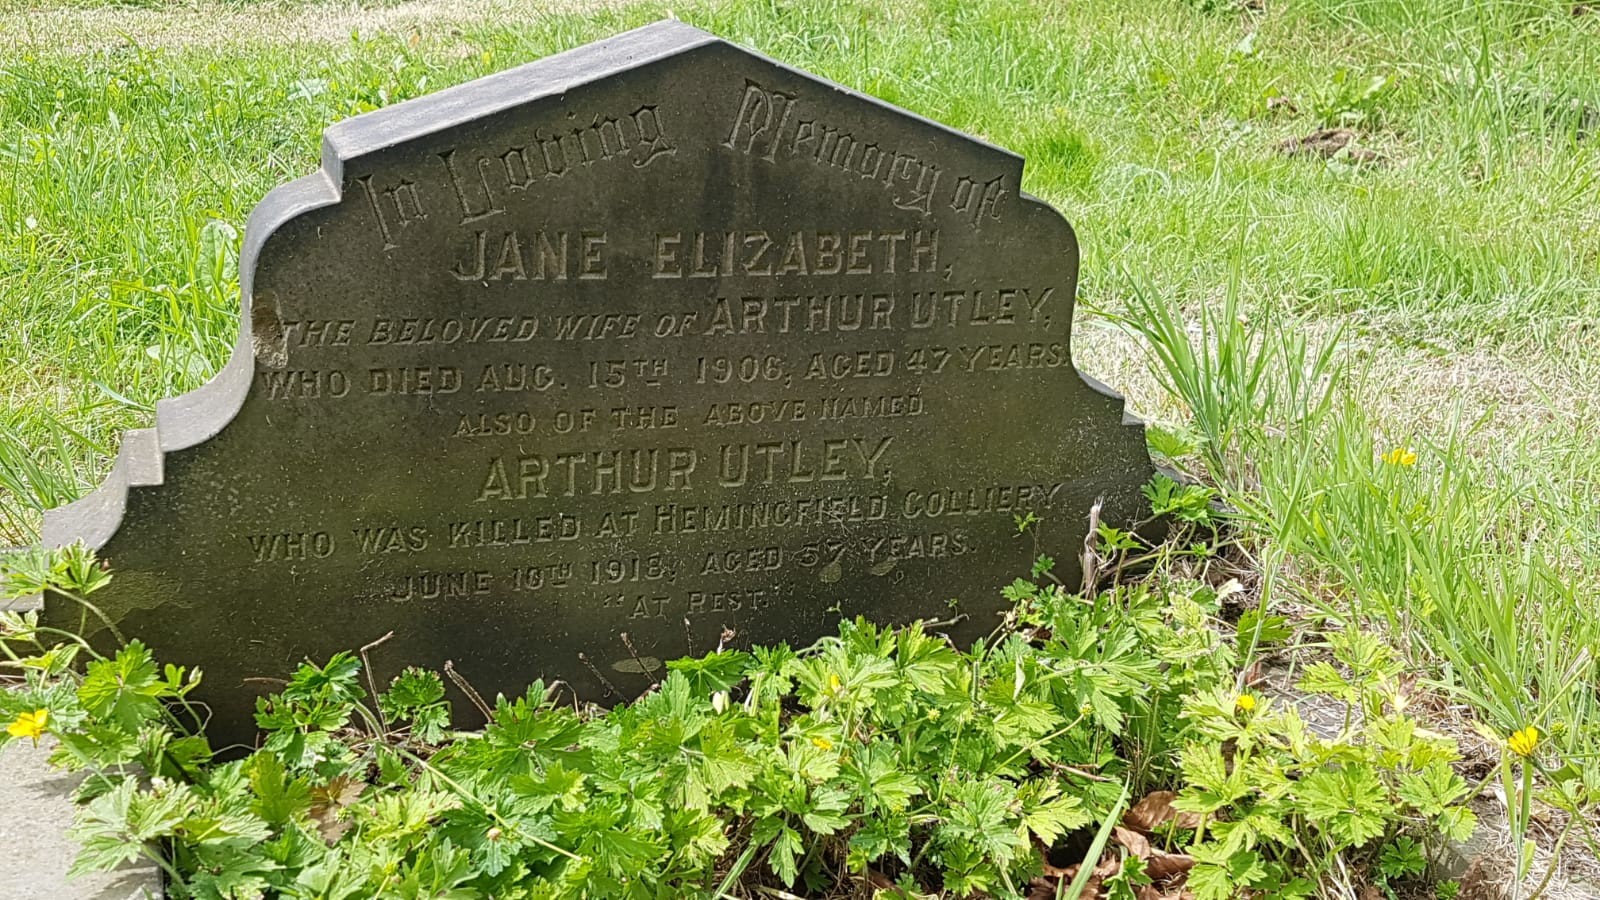 In Loving Memory of
JANE ELIZABETH,
THE BELOVED WIFE OF ARTHUR UTLEY,
WHO DIED AUG. 15TH 1906, AGED 47 YEARS.
ALSO OF THE ABOVE NAMED
ARTHUR UTLEY,
WHO WAS KILLED AT HEMINGFIELD COLLIERY
JUNE 10TH 1918, AGED 57 YEARS.
"AT REST."